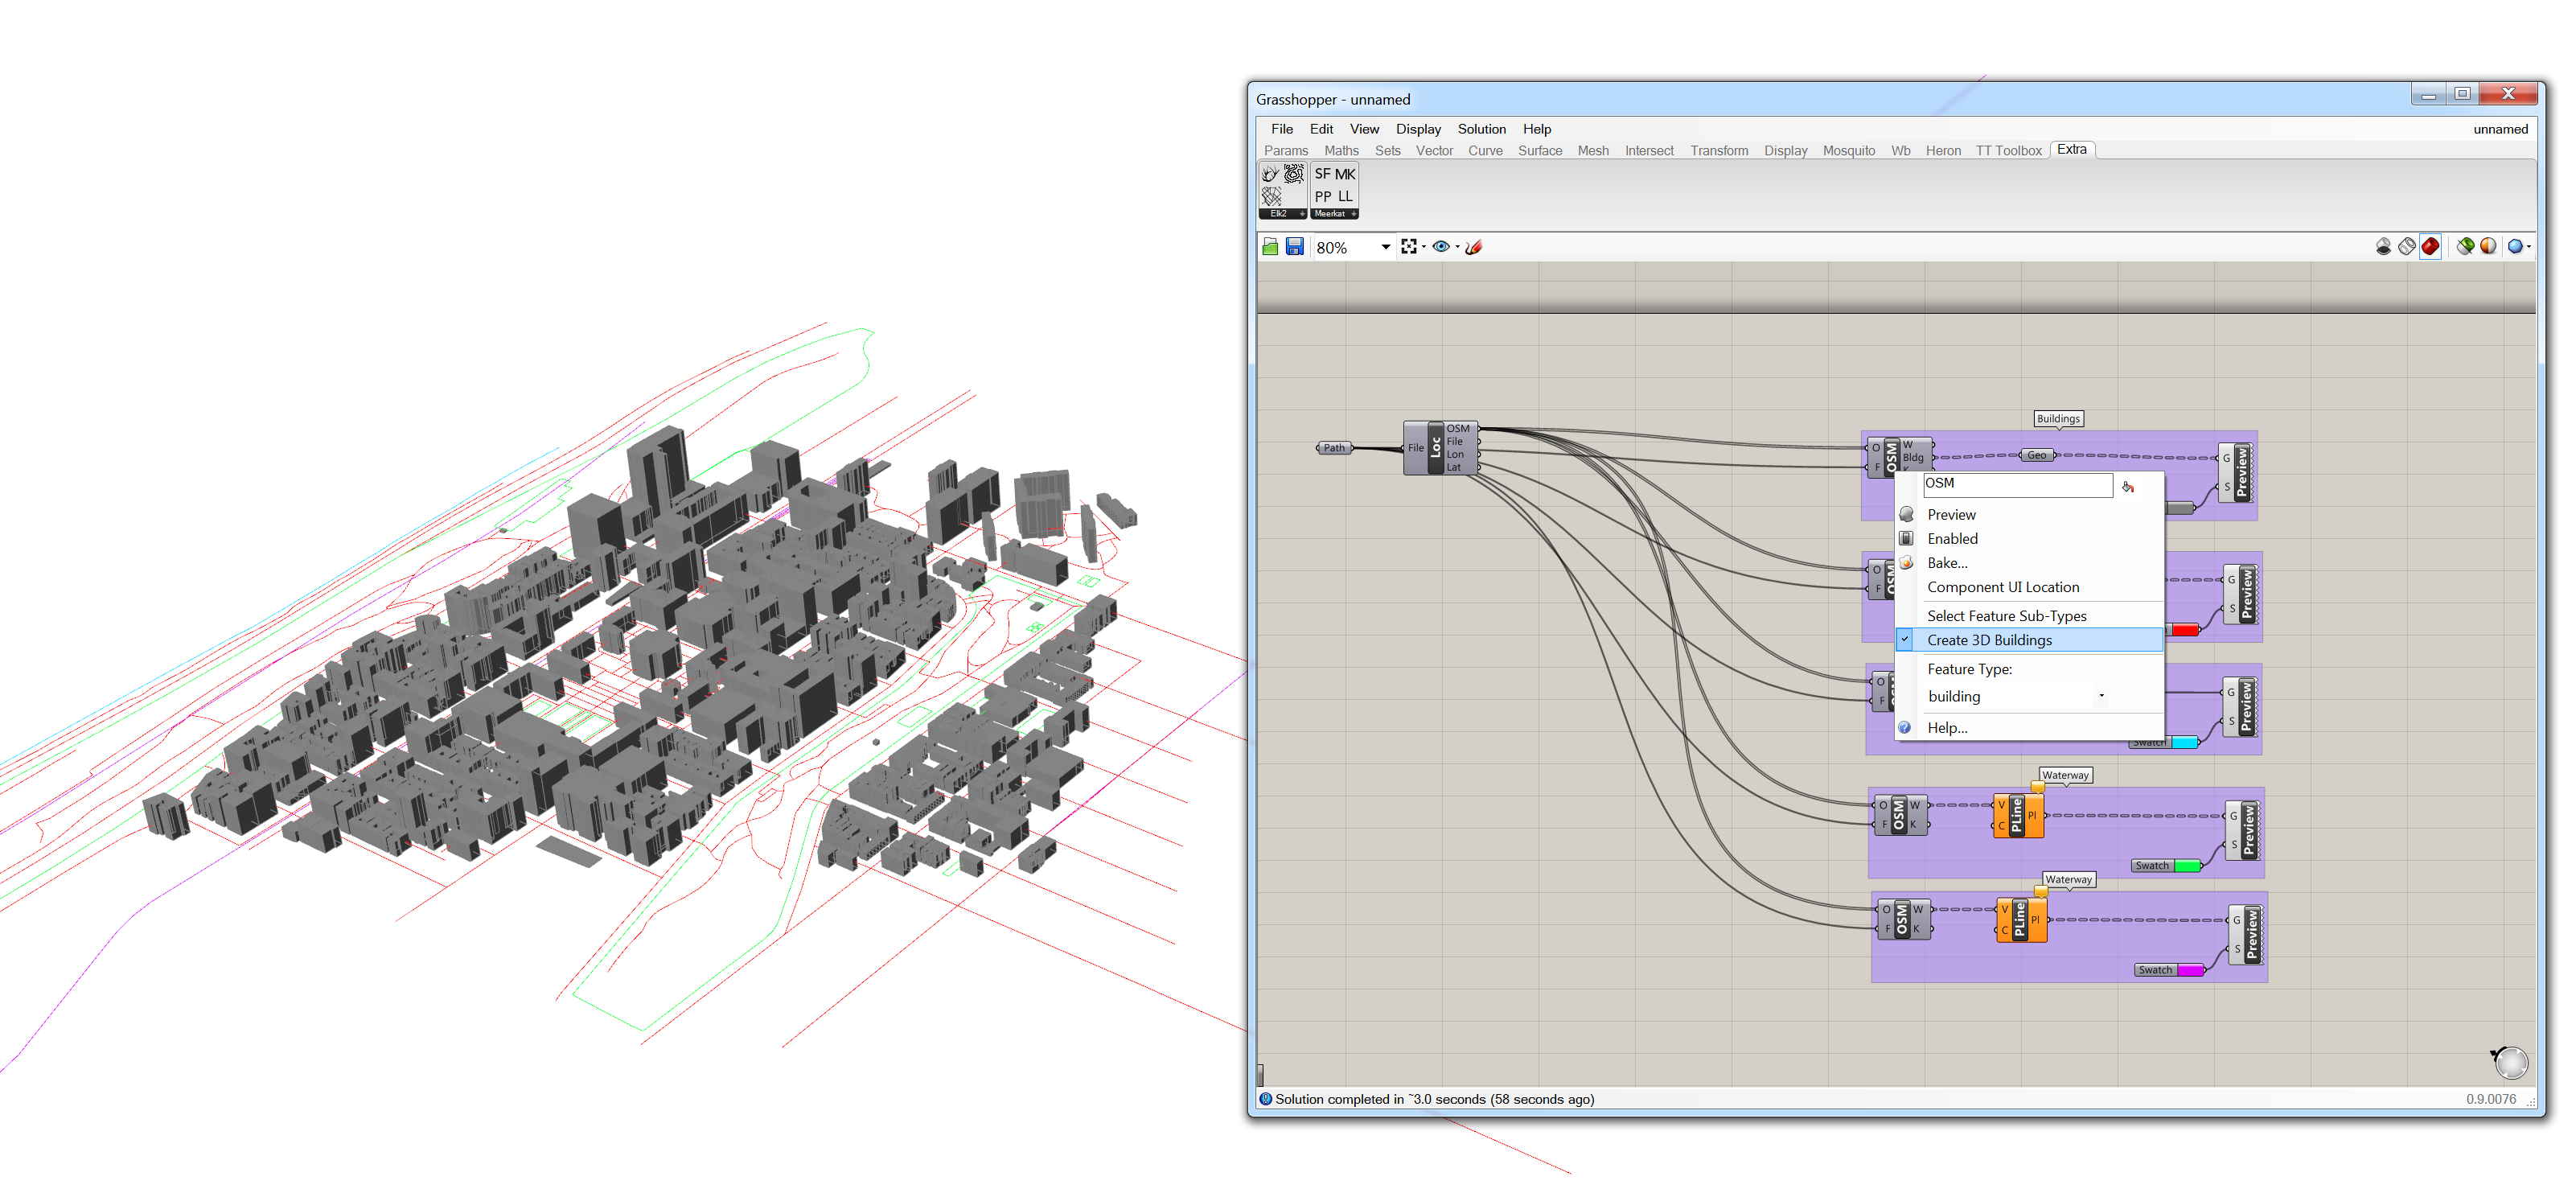 Grasshopper - unnamed
File Edit View Display Solution Help unnamed
Params Maths Sets Vector Curve Surface Mesh Intersect Transform Display Mosquito Wb Heron TT Toolbox Extra
SF MK
PP LL
Elk2 Meerkat
80%
Buildings
Path
File Loc OSM
File
Lon
Lat
O F OSM W
Bldg
Geo
G S Preview
OSM
Preview
Enabled
Bake...
Component UI Location
Select Feature Sub-Types
Create 3D Buildings
Feature Type:
building
Help...
O F
G S Preview
O F
G S Preview
Swatch
Waterway
O F OSM W K
V C PLine Pl
G S Preview
Swatch
Waterway
O F OSM W K
V C PLine Pl
G S Preview
Swatch
Solution completed in ~3.0 seconds (58 seconds ago)
0.9.0076